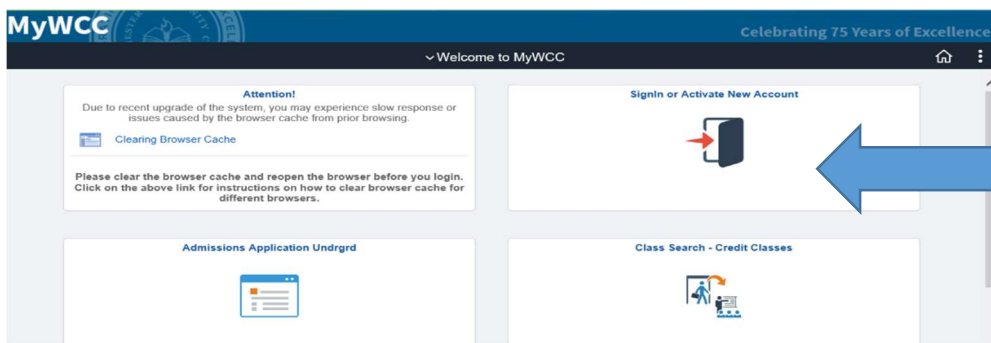 MyWCC
Celebrating 75 Years of Excellence
Welcome to MyWCC
Attention!
Due to recent upgrade of the system, you may experience slow response or
issues caused by the browser cache from prior browsing.
Clearing Browser Cache
Please clear the browser cache and reopen the browser before you login.
Click on the above link for instructions on how to clear browser cache for
different browsers.
SignIn or Activate New Account
Admissions Application Undrgrd
Class Search - Credit Classes